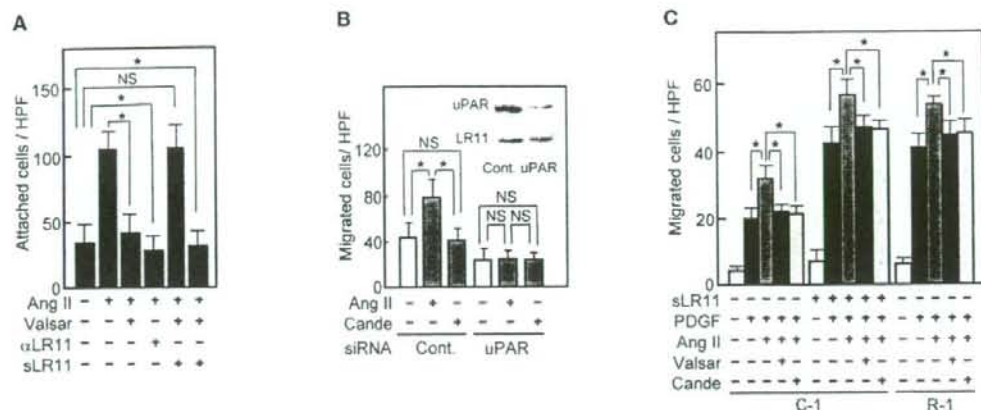 A
Attached cells / HPF
150
100
50
0
*
NS
*
*
Ang II - + + + + +
Valsar - - + - + +
αLR11 - - - + - -
sLR11 - - - - + +
B
Migrated cells/ HPF
120
80
40
0
uPAR
LR11
Cont. uPAR
NS
* *
NS
NS NS
Ang II - + + - + +
Cande - - + - - +
siRNA Cont. uPAR
C
Migrated cells / HPF
60
40
20
0
* * *
* * *
* * *
sLR11 - - - - - + + + + + - - - - -
PDGF - + + + + - + + + + - + + + +
Ang II - - + + + - - + + + - - + + +
Valsar - - - + - - - - + - - - - + -
Cande - - - - + - - - - + - - - - +
C-1 R-1